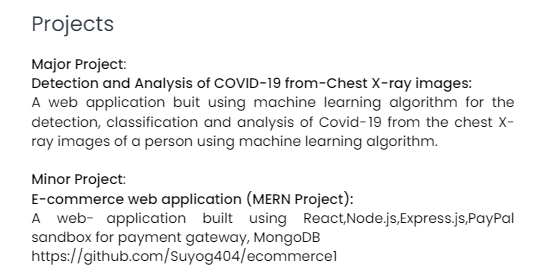 Projects
Major Project:
Detection and Analysis of COVID-19 from-Chest X-ray images:
A web application buit using machine learning algorithm for the
detection, classification and analysis of Covid-19 from the chest X-
ray images of a person using machine learning algorithm.
Minor Project:
E-commerce web application (MERN Project):
A web- application built using React,Node.js,Express.js,PayPal
sandbox for payment gateway, MongoDB
https://github.com/Suyog404/ecommerce1